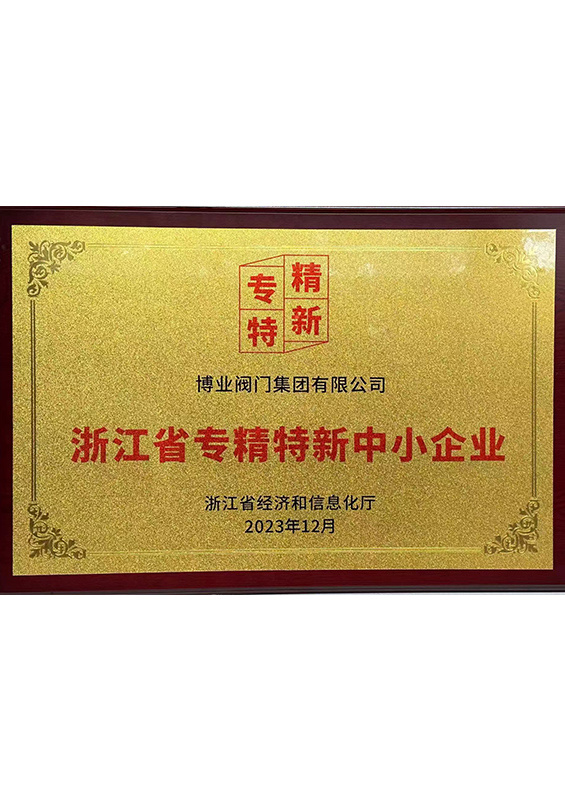 专精
特新
博业阀门集团有限公司
浙江省专精特新中小企业
浙江省经济和信息化厅
2023年12月